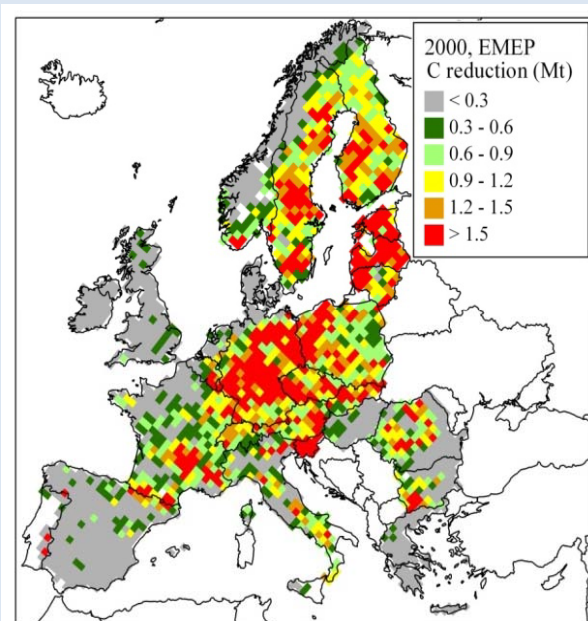 2000, EMEP
C reduction (Mt)
< 0.3
0.3 - 0.6
0.6 - 0.9
0.9 - 1.2
1.2 - 1.5
> 1.5